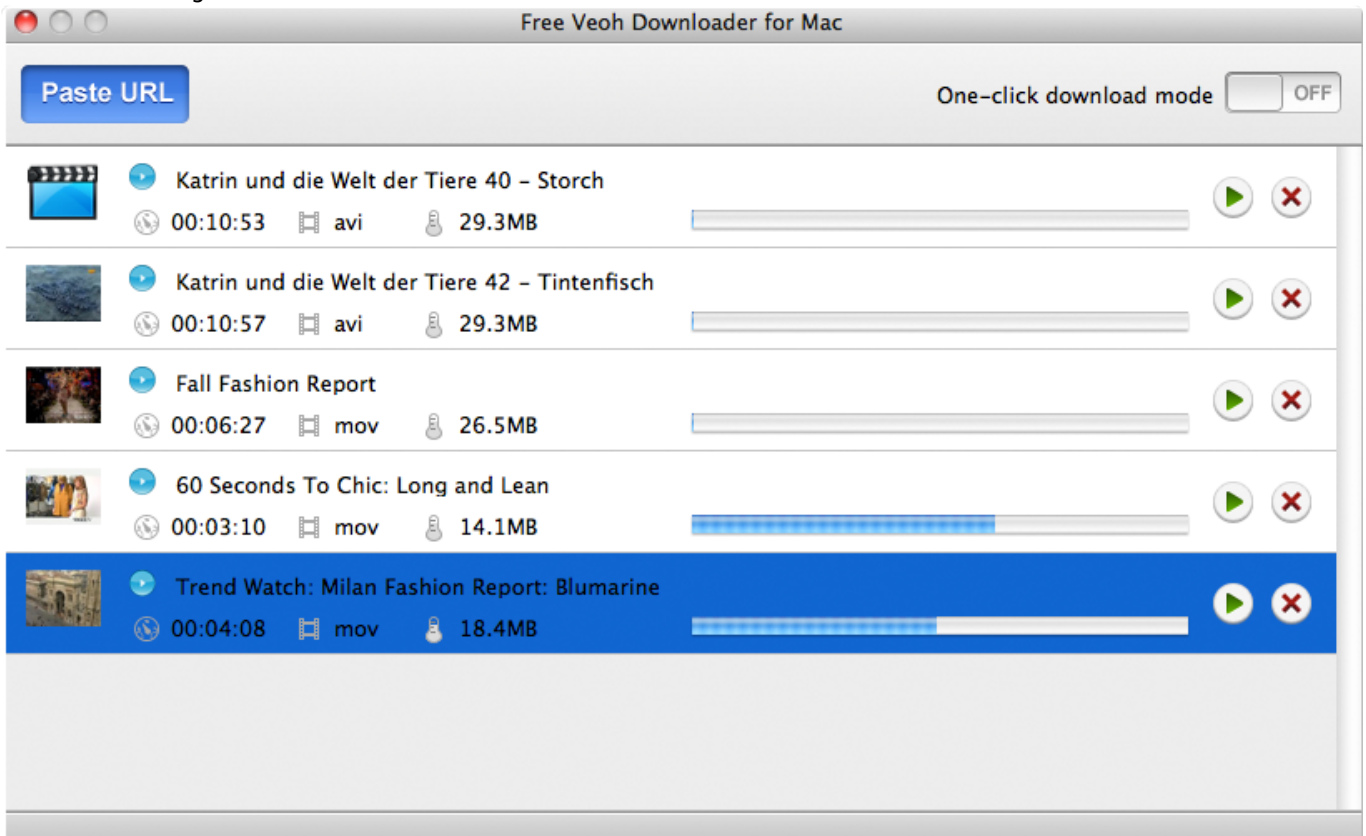 Free Veoh Downloader for Mac
Paste URL
One-click download mode OFF
Katrin und die Welt der Tiere 40 – Storch
00:10:53 avi 29.3MB
Katrin und die Welt der Tiere 42 – Tintenfisch
00:10:57 avi 29.3MB
Fall Fashion Report
00:06:27 mov 26.5MB
60 Seconds To Chic: Long and Lean
00:03:10 mov 14.1MB
Trend Watch: Milan Fashion Report: Blumarine
00:04:08 mov 18.4MB